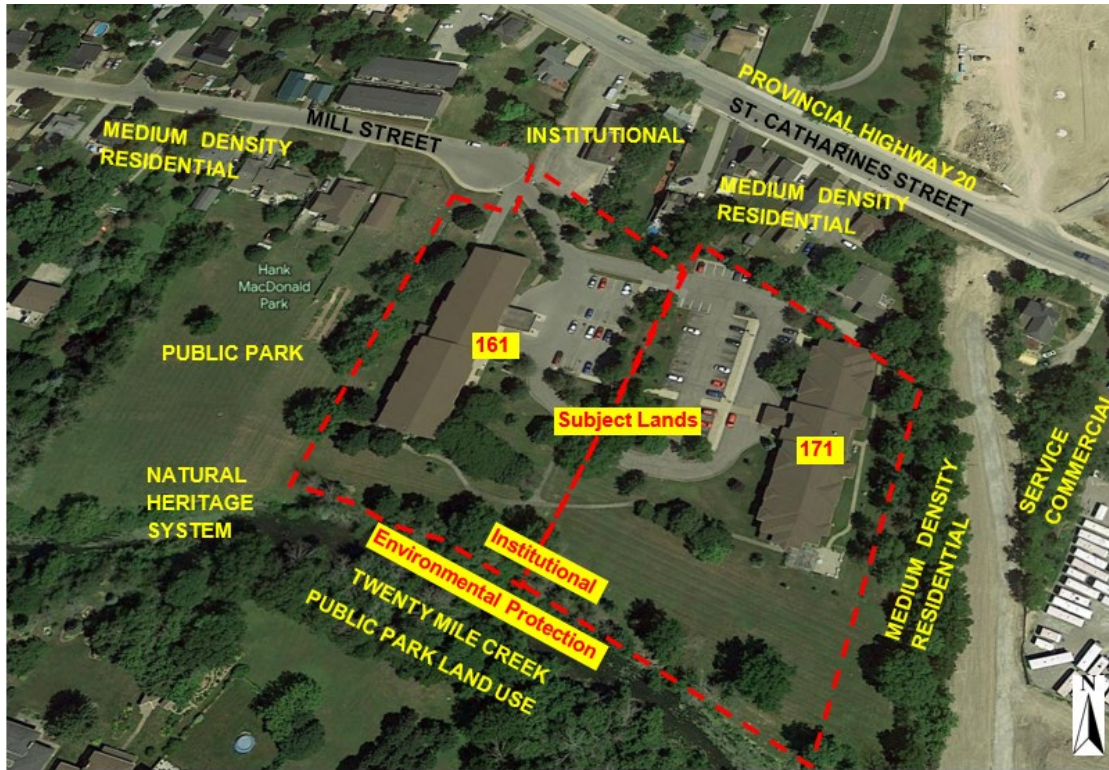 PROVINCIAL HIGHWAY 20
ST. CATHARINES STREET
MILL STREET
INSTITUTIONAL
MEDIUM DENSITY
RESIDENTIAL
MEDIUM DENSITY
RESIDENTIAL
Hank
MacDonald
Park
PUBLIC PARK
161
Subject Lands
171
NATURAL
HERITAGE
SYSTEM
Institutional
Environmental Protection
TWENTY MILE CREEK
PUBLIC PARK LAND USE
MEDIUM DENSITY
RESIDENTIAL
SERVICE
COMMERCIAL
N